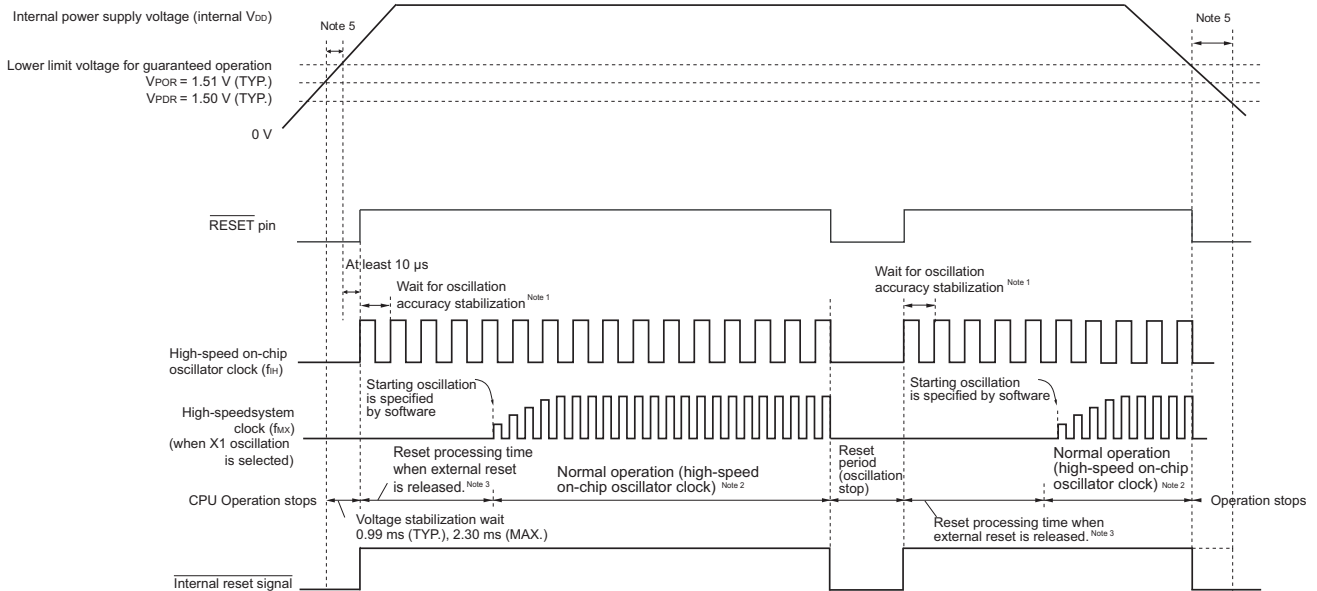 Internal power supply voltage (internal VDD)
Note 5
Note 5
Lower limit voltage for guaranteed operation
VPOR = 1.51 V (TYP.)
VPDR = 1.50 V (TYP.)
0 V
RESET pin
At least 10 µs
Wait for oscillation
accuracy stabilization Note 1
Wait for oscillation
accuracy stabilization Note 1
High-speed on-chip
oscillator clock (fIH)
Starting oscillation
is specified
by software
Starting oscillation
is specified by software
High-speedsystem
clock (fMX)
(when X1 oscillation
is selected)
Reset processing time
when external reset
is released. Note 3
Normal operation (high-speed
on-chip oscillator clock) Note 2
Reset
period
(oscillation
stop)
Normal operation
(high-speed on-chip
oscillator clock) Note 2
CPU Operation stops
Operation stops
Voltage stabilization wait
0.99 ms (TYP.), 2.30 ms (MAX.)
Reset processing time when
external reset is released. Note 3
Internal reset signal